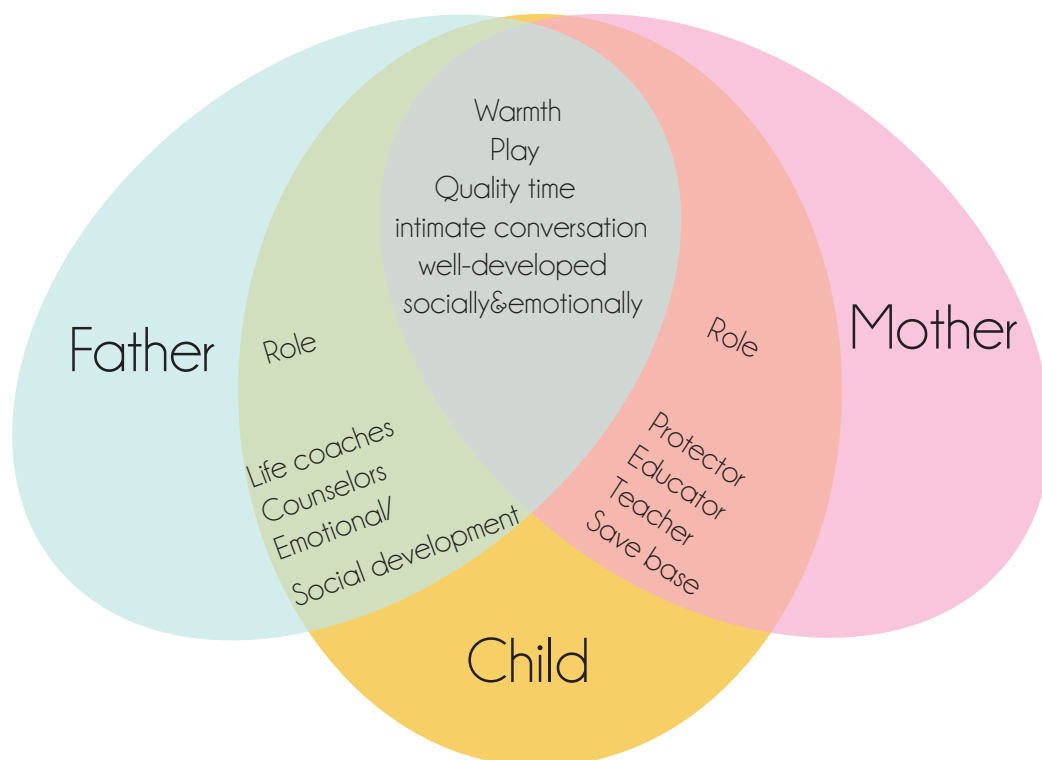 Warmth
Play
Quality time
intimate conversation
well-developed
socially&emotionally
Father
Role
Life coaches
Counselors
Emotional/
Social development
Role
Protector
Educator
Teacher
Save base
Mother
Child